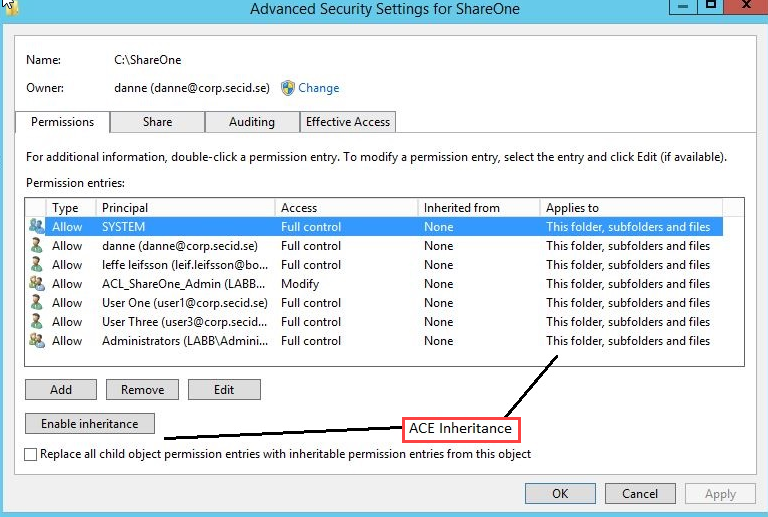 Advanced Security Settings for ShareOne
Name: C:\ShareOne
Owner: danne (danne@corp.secid.se) Change
Permissions Share Auditing Effective Access
For additional information, double-click a permission entry. To modify a permission entry, select the entry and click Edit (if available).
Permission entries:
Type Principal Access Inherited from Applies to
Allow SYSTEM Full control None This folder, subfolders and files
Allow danne (danne@corp.secid.se) Full control None This folder, subfolders and files
Allow leffe leifsson (leif.leifsson@bo... Full control None This folder, subfolders and files
Allow ACL_ShareOne_Admin (LABB... Modify None This folder, subfolders and files
Allow User One (user1@corp.secid.se) Full control None This folder, subfolders and files
Allow User Three (user3@corp.secid... Full control None This folder, subfolders and files
Allow Administrators (LABB\Admini... Full control None This folder, subfolders and files
Add Remove Edit
Enable inheritance
ACE Inheritance
Replace all child object permission entries with inheritable permission entries from this object
OK Cancel Apply